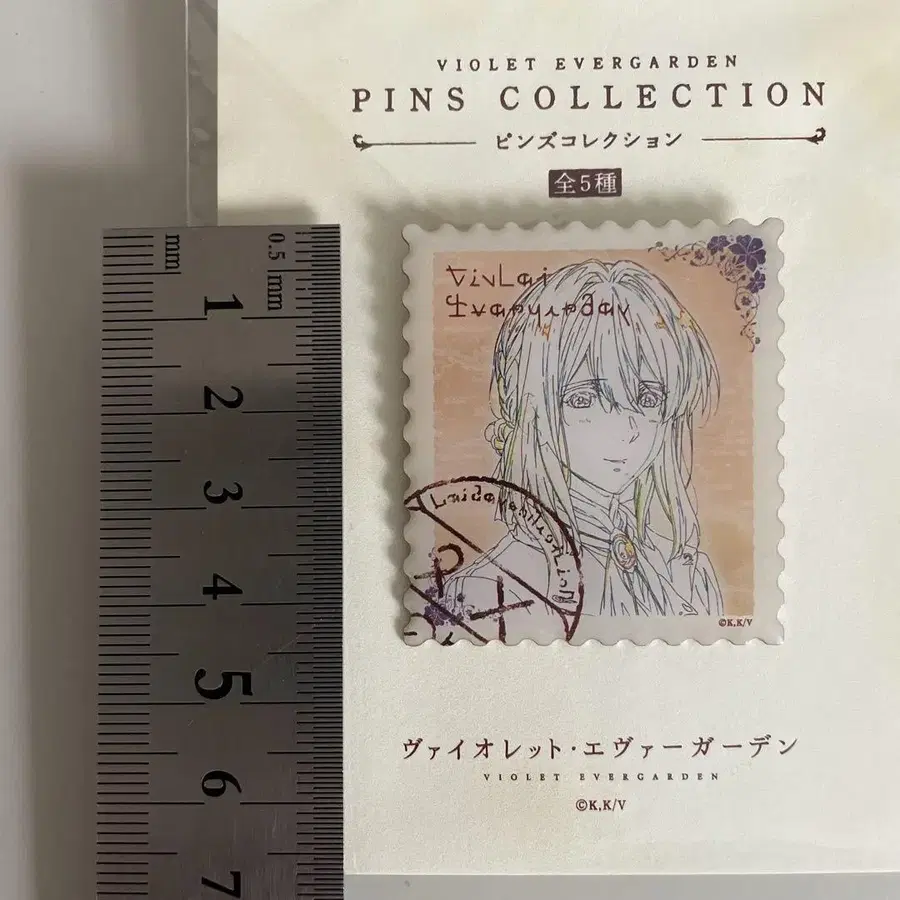 VIOLET EVERGARDEN
PINS COLLECTION
ピンズコレクション
全5種
mm
0.5 mm
1
2
3
4
5
6
7
©K,K/V
ヴァイオレット・エヴァーガーデン
VIOLET EVERGARDEN
©K,K/V